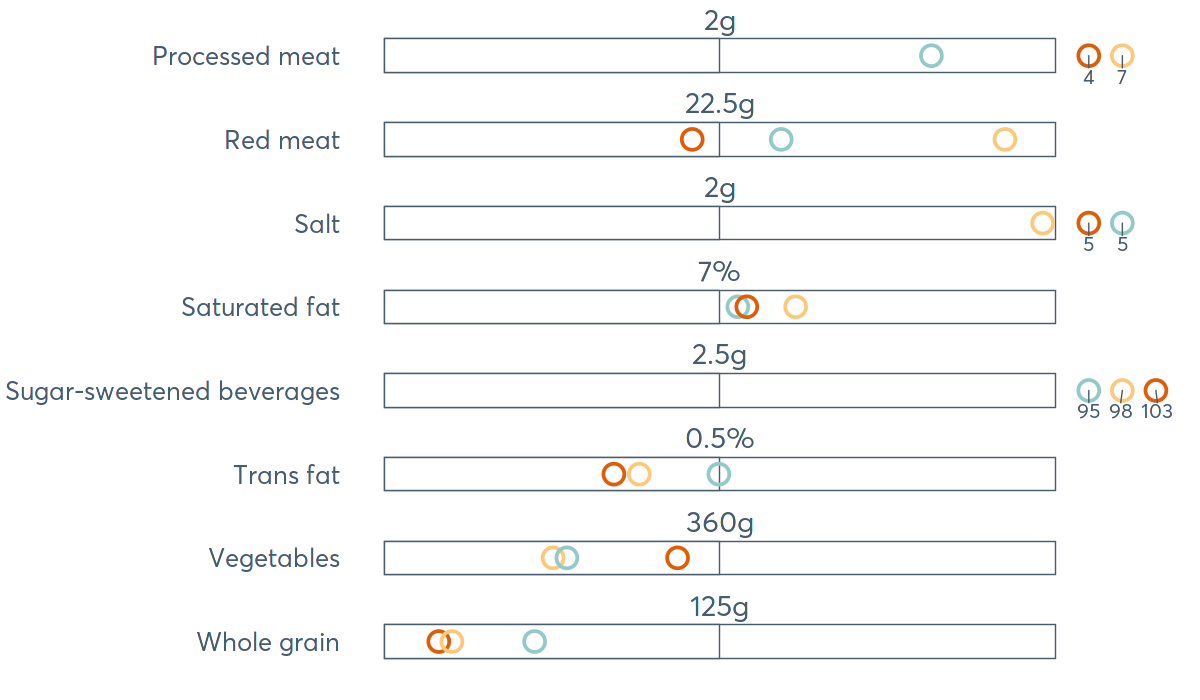 2g
Processed meat
4 7
22.5g
Red meat
2g
Salt
5 5
7%
Saturated fat
2.5g
Sugar-sweetened beverages
95 98 103
0.5%
Trans fat
360g
Vegetables
125g
Whole grain